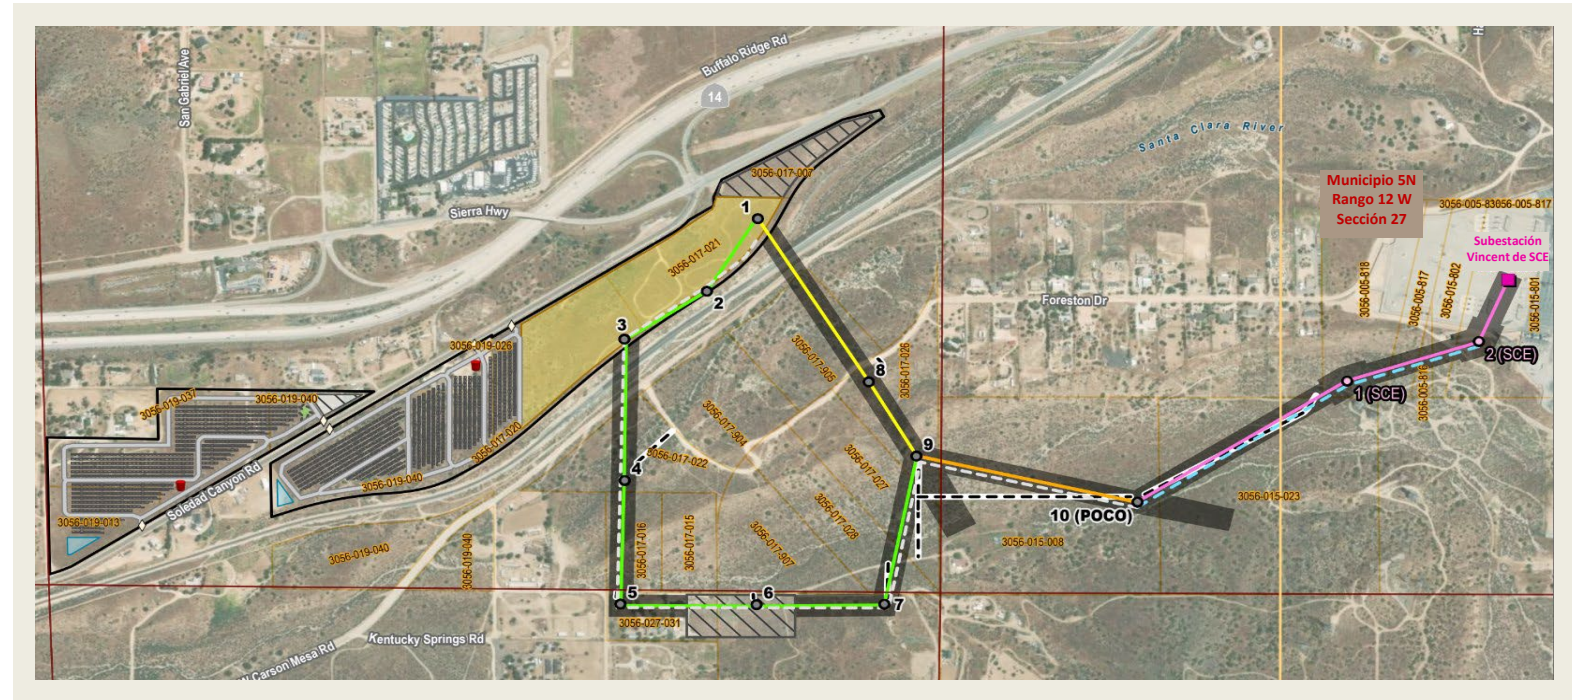 San Gabriel Ave
Buffalo Ridge Rd
14
Sierra Hwy
Santa Clara River
3056-017-007
1
3056-017-021
2
3
Municipio 5N
Rango 12 W
Sección 27
3056-005-817
Subestación
Vincent de SCE
3056-005-818
3056-005-817
3056-015-802
3056-015-801
Foreston Dr
2 (SCE)
1 (SCE)
3056-005-816
3056-019-026
3056-017-905
3056-017-026
8
3056-019-037
3056-019-040
3056-017-020
3056-017-904
3056-017-022
4
9
3056-017-027
3056-017-028
Soledad Canyon Rd
3056-019-040
3056-019-013
10 (POCO)
3056-015-023
3056-015-008
3056-019-040
3056-019-040
3056-017-016
3056-017-015
3056-017-907
5
6
7
3056-027-031
Kentucky Springs Rd
W Carson Mesa Rd